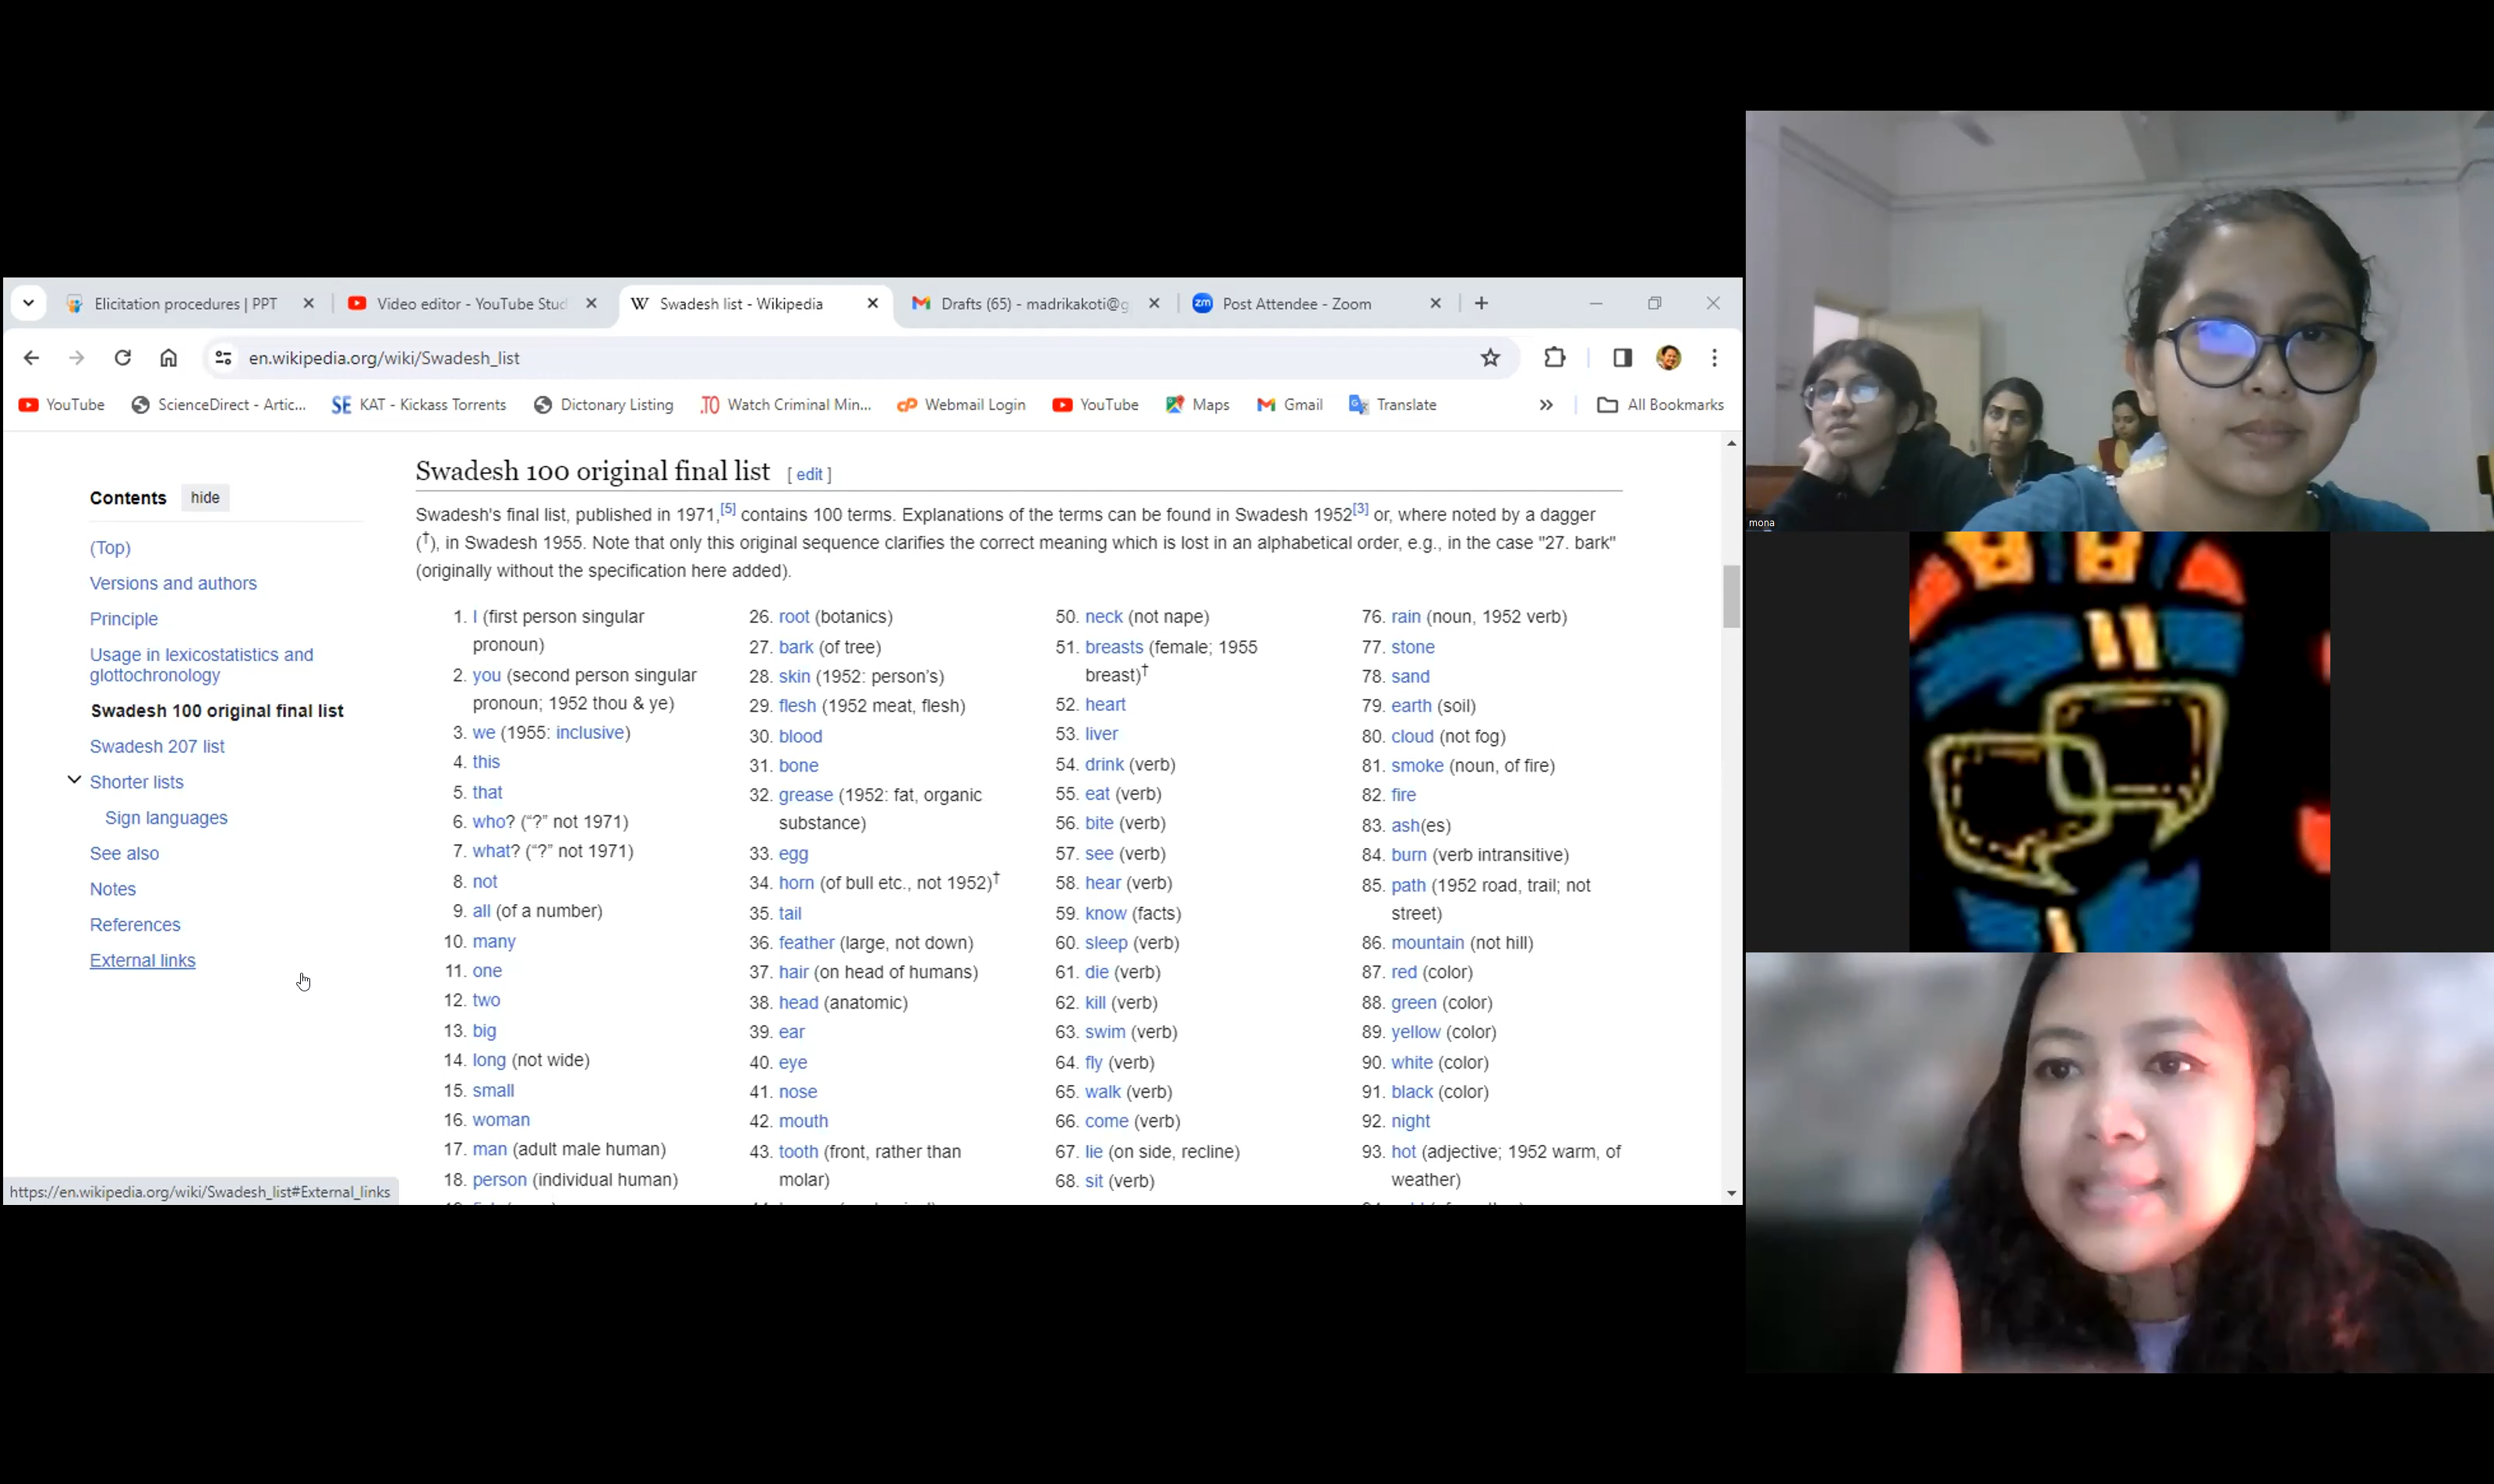 Elicitation procedures | PPT
Video editor - YouTube Stud
Swadesh list - Wikipedia
Drafts (65) - madrikakoti@g
Post Attendee - Zoom
en.wikipedia.org/wiki/Swadesh_list
YouTube
ScienceDirect - Artic...
KAT - Kickass Torrents
Dictonary Listing
Watch Criminal Min...
Webmail Login
YouTube
Maps
Gmail
Translate
All Bookmarks
Contents hide
(Top)
Versions and authors
Principle
Usage in lexicostatistics and
glottochronology
Swadesh 100 original final list
Swadesh 207 list
Shorter lists
Sign languages
See also
Notes
References
External links
https://en.wikipedia.org/wiki/Swadesh_list#External_links
Swadesh 100 original final list [ edit ]
Swadesh's final list, published in 1971,[5] contains 100 terms. Explanations of the terms can be found in Swadesh 1952[3] or, where noted by a dagger
(†), in Swadesh 1955. Note that only this original sequence clarifies the correct meaning which is lost in an alphabetical order, e.g., in the case "27. bark"
(originally without the specification here added).
1. I (first person singular
pronoun)
2. you (second person singular
pronoun; 1952 thou & ye)
3. we (1955: inclusive)
4. this
5. that
6. who? (“?” not 1971)
7. what? (“?” not 1971)
8. not
9. all (of a number)
10. many
11. one
12. two
13. big
14. long (not wide)
15. small
16. woman
17. man (adult male human)
18. person (individual human)
26. root (botanics)
27. bark (of tree)
28. skin (1952: person’s)
29. flesh (1952 meat, flesh)
30. blood
31. bone
32. grease (1952: fat, organic
substance)
33. egg
34. horn (of bull etc., not 1952)†
35. tail
36. feather (large, not down)
37. hair (on head of humans)
38. head (anatomic)
39. ear
40. eye
41. nose
42. mouth
43. tooth (front, rather than
molar)
50. neck (not nape)
51. breasts (female; 1955
breast)†
52. heart
53. liver
54. drink (verb)
55. eat (verb)
56. bite (verb)
57. see (verb)
58. hear (verb)
59. know (facts)
60. sleep (verb)
61. die (verb)
62. kill (verb)
63. swim (verb)
64. fly (verb)
65. walk (verb)
66. come (verb)
67. lie (on side, recline)
68. sit (verb)
76. rain (noun, 1952 verb)
77. stone
78. sand
79. earth (soil)
80. cloud (not fog)
81. smoke (noun, of fire)
82. fire
83. ash(es)
84. burn (verb intransitive)
85. path (1952 road, trail; not
street)
86. mountain (not hill)
87. red (color)
88. green (color)
89. yellow (color)
90. white (color)
91. black (color)
92. night
93. hot (adjective; 1952 warm, of
weather)
mona